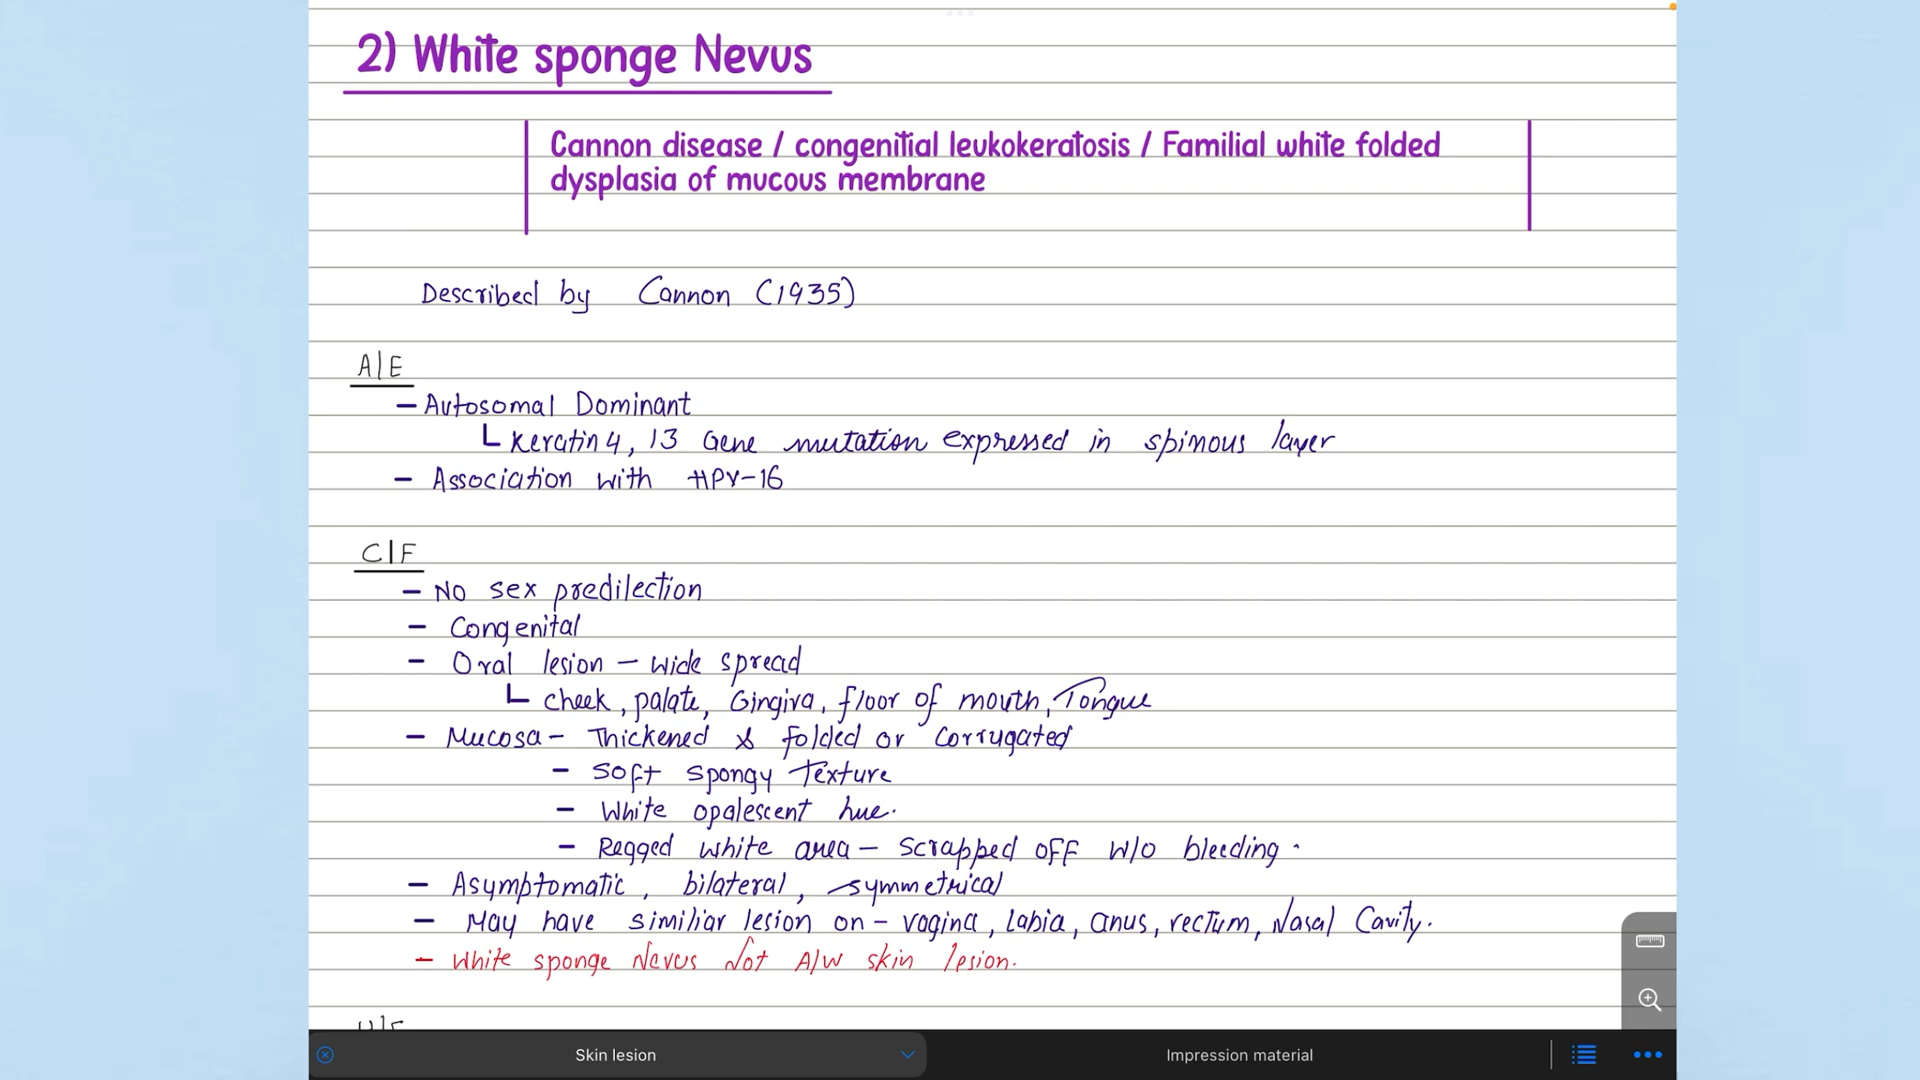 2) White sponge Nevus
Cannon disease / congenitial leukokeratosis / Familial white folded
dysplasia of mucous membrane
Described by Cannon (1935)
A/E
- Autosomal Dominant
Keratin 4, 13 Gene mutation expressed in spinous layer
- Association with HPV-16
C/F
- No sex predilection
- Congenital
- Oral lesion - wide spread
cheek, palate, Gingiva, floor of mouth, Tongue
- Mucosa - Thickened & folded or corrugated
- Soft spongy Texture
- White opalescent hue.
- Ragged white area - scrapped off w/o bleeding.
- Asymptomatic, bilateral, symmetrical
- May have similiar lesion on - vagina, labia, anus, rectum, Nasal Cavity.
- White sponge Nevus Not A/W skin lesion.
Skin lesion
Impression material